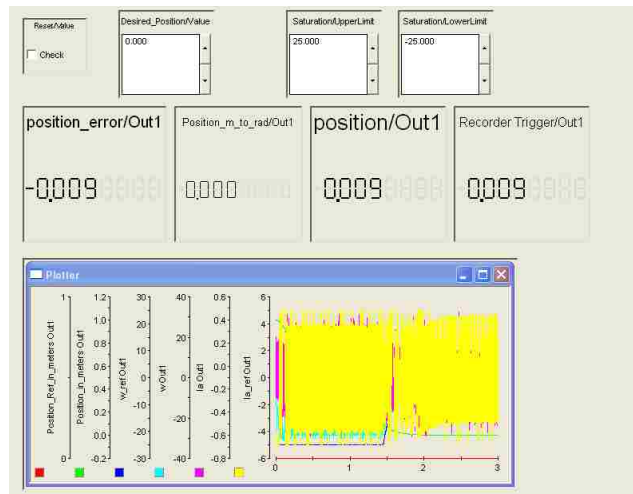 Reset/Value
Check
Desired_Position/Value
0.000
Saturation/UpperLimit
25.000
Saturation/LowerLimit
-25.000
position_error/Out1
-0.009
Position_m_to_rad/Out1
-0.000
position/Out1
0.009
Recorder Trigger/Out1
-0.009
Plotter
Position_Ref_in_meters Out1
1
0
Position_in_meters Out1
1.2
1.0
0.8
0.6
0.4
0.2
0.0
-0.2
w_ref Out1
30
20
10
0
-10
-20
-30
w Out1
40
20
0
-20
-40
Ia Out1
0.6
0.4
0.2
0.0
-0.2
-0.4
-0.6
-0.8
Ia_ref Out1
6
4
2
0
-2
-4
-6
0 1 2 3